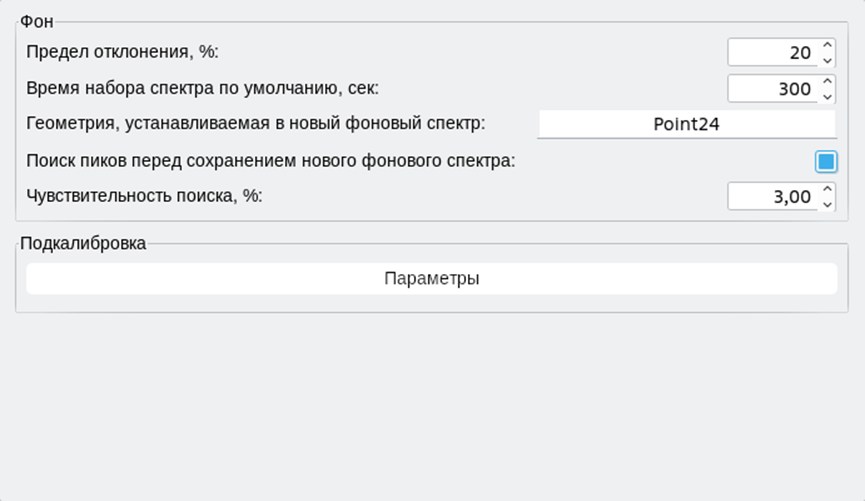 Фон
Предел отклонения, %: 20
Время набора спектра по умолчанию, сек: 300
Геометрия, устанавливаемая в новый фоновый спектр: Point24
Поиск пиков перед сохранением нового фонового спектра:
Чувствительность поиска, %: 3,00
Подкалибровка
Параметры